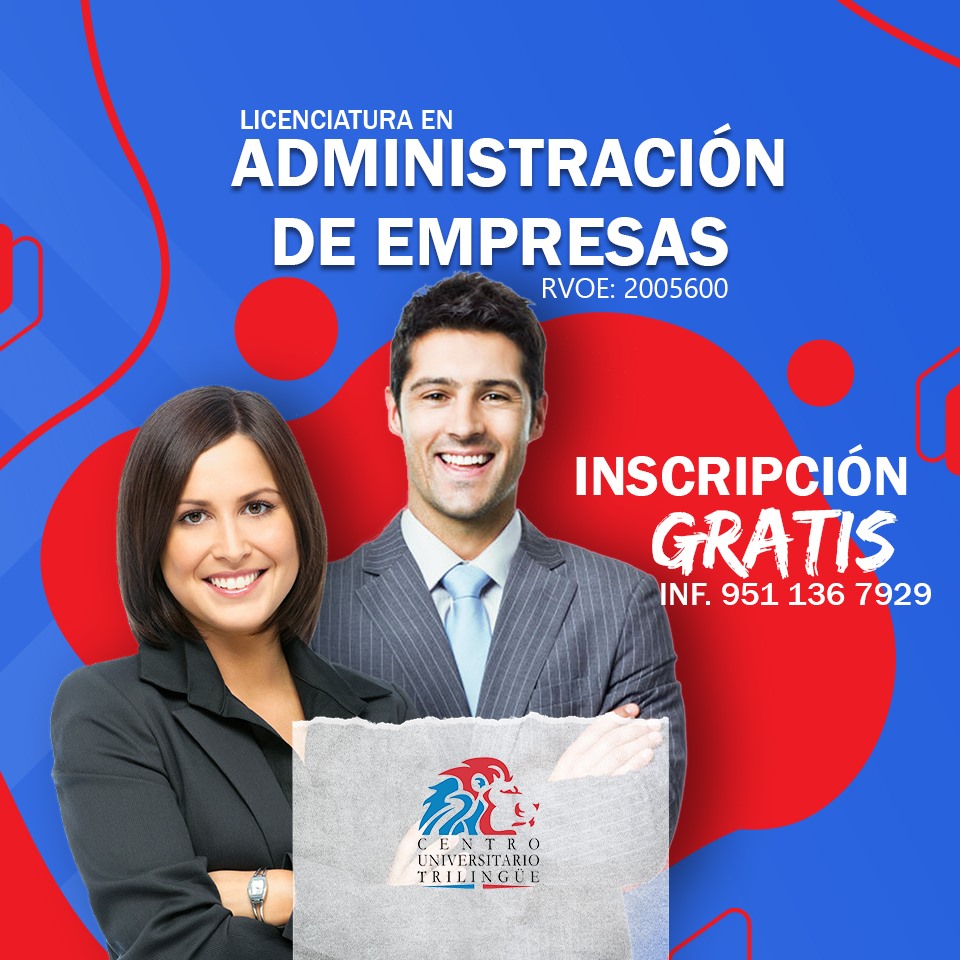 LICENCIATURA EN
ADMINISTRACIÓN
DE EMPRESAS
RVOE: 2005600
INSCRIPCIÓN
GRATIS
INF. 951 136 7929
CENTRO
UNIVERSITARIO
TRILINGÜE